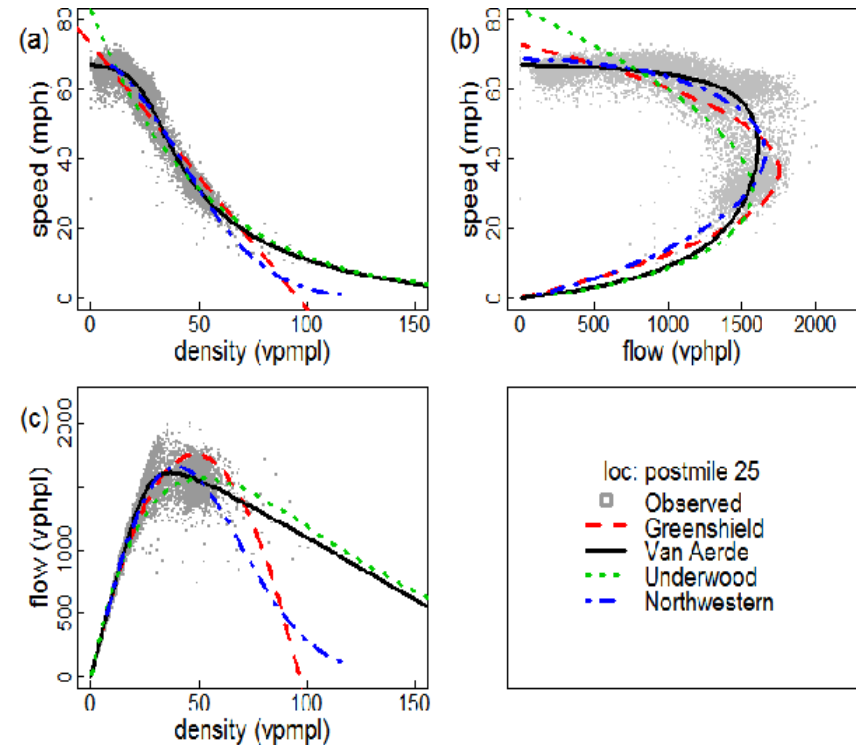 (a)
speed (mph)
80
60
40
20
0
0 50 100 150
density (vpmpl)
(b)
speed (mph)
80
60
40
20
0
0 500 1000 1500 2000
flow (vphpl)
(c)
flow (vphpl)
2000
1000
500
0
0 50 100 150
density (vpmpl)
loc: postmile 25
Observed
Greenshield
Van Aerde
Underwood
Northwestern